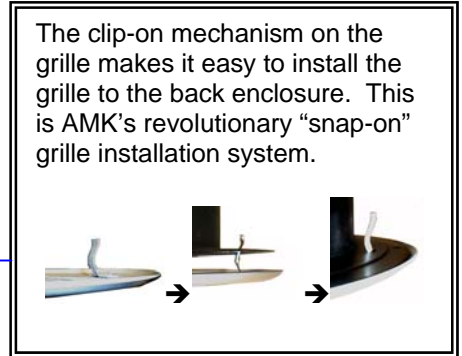 The clip-on mechanism on the
grille makes it easy to install the
grille to the back enclosure.  This
is AMK’s revolutionary “snap-on”
grille installation system.